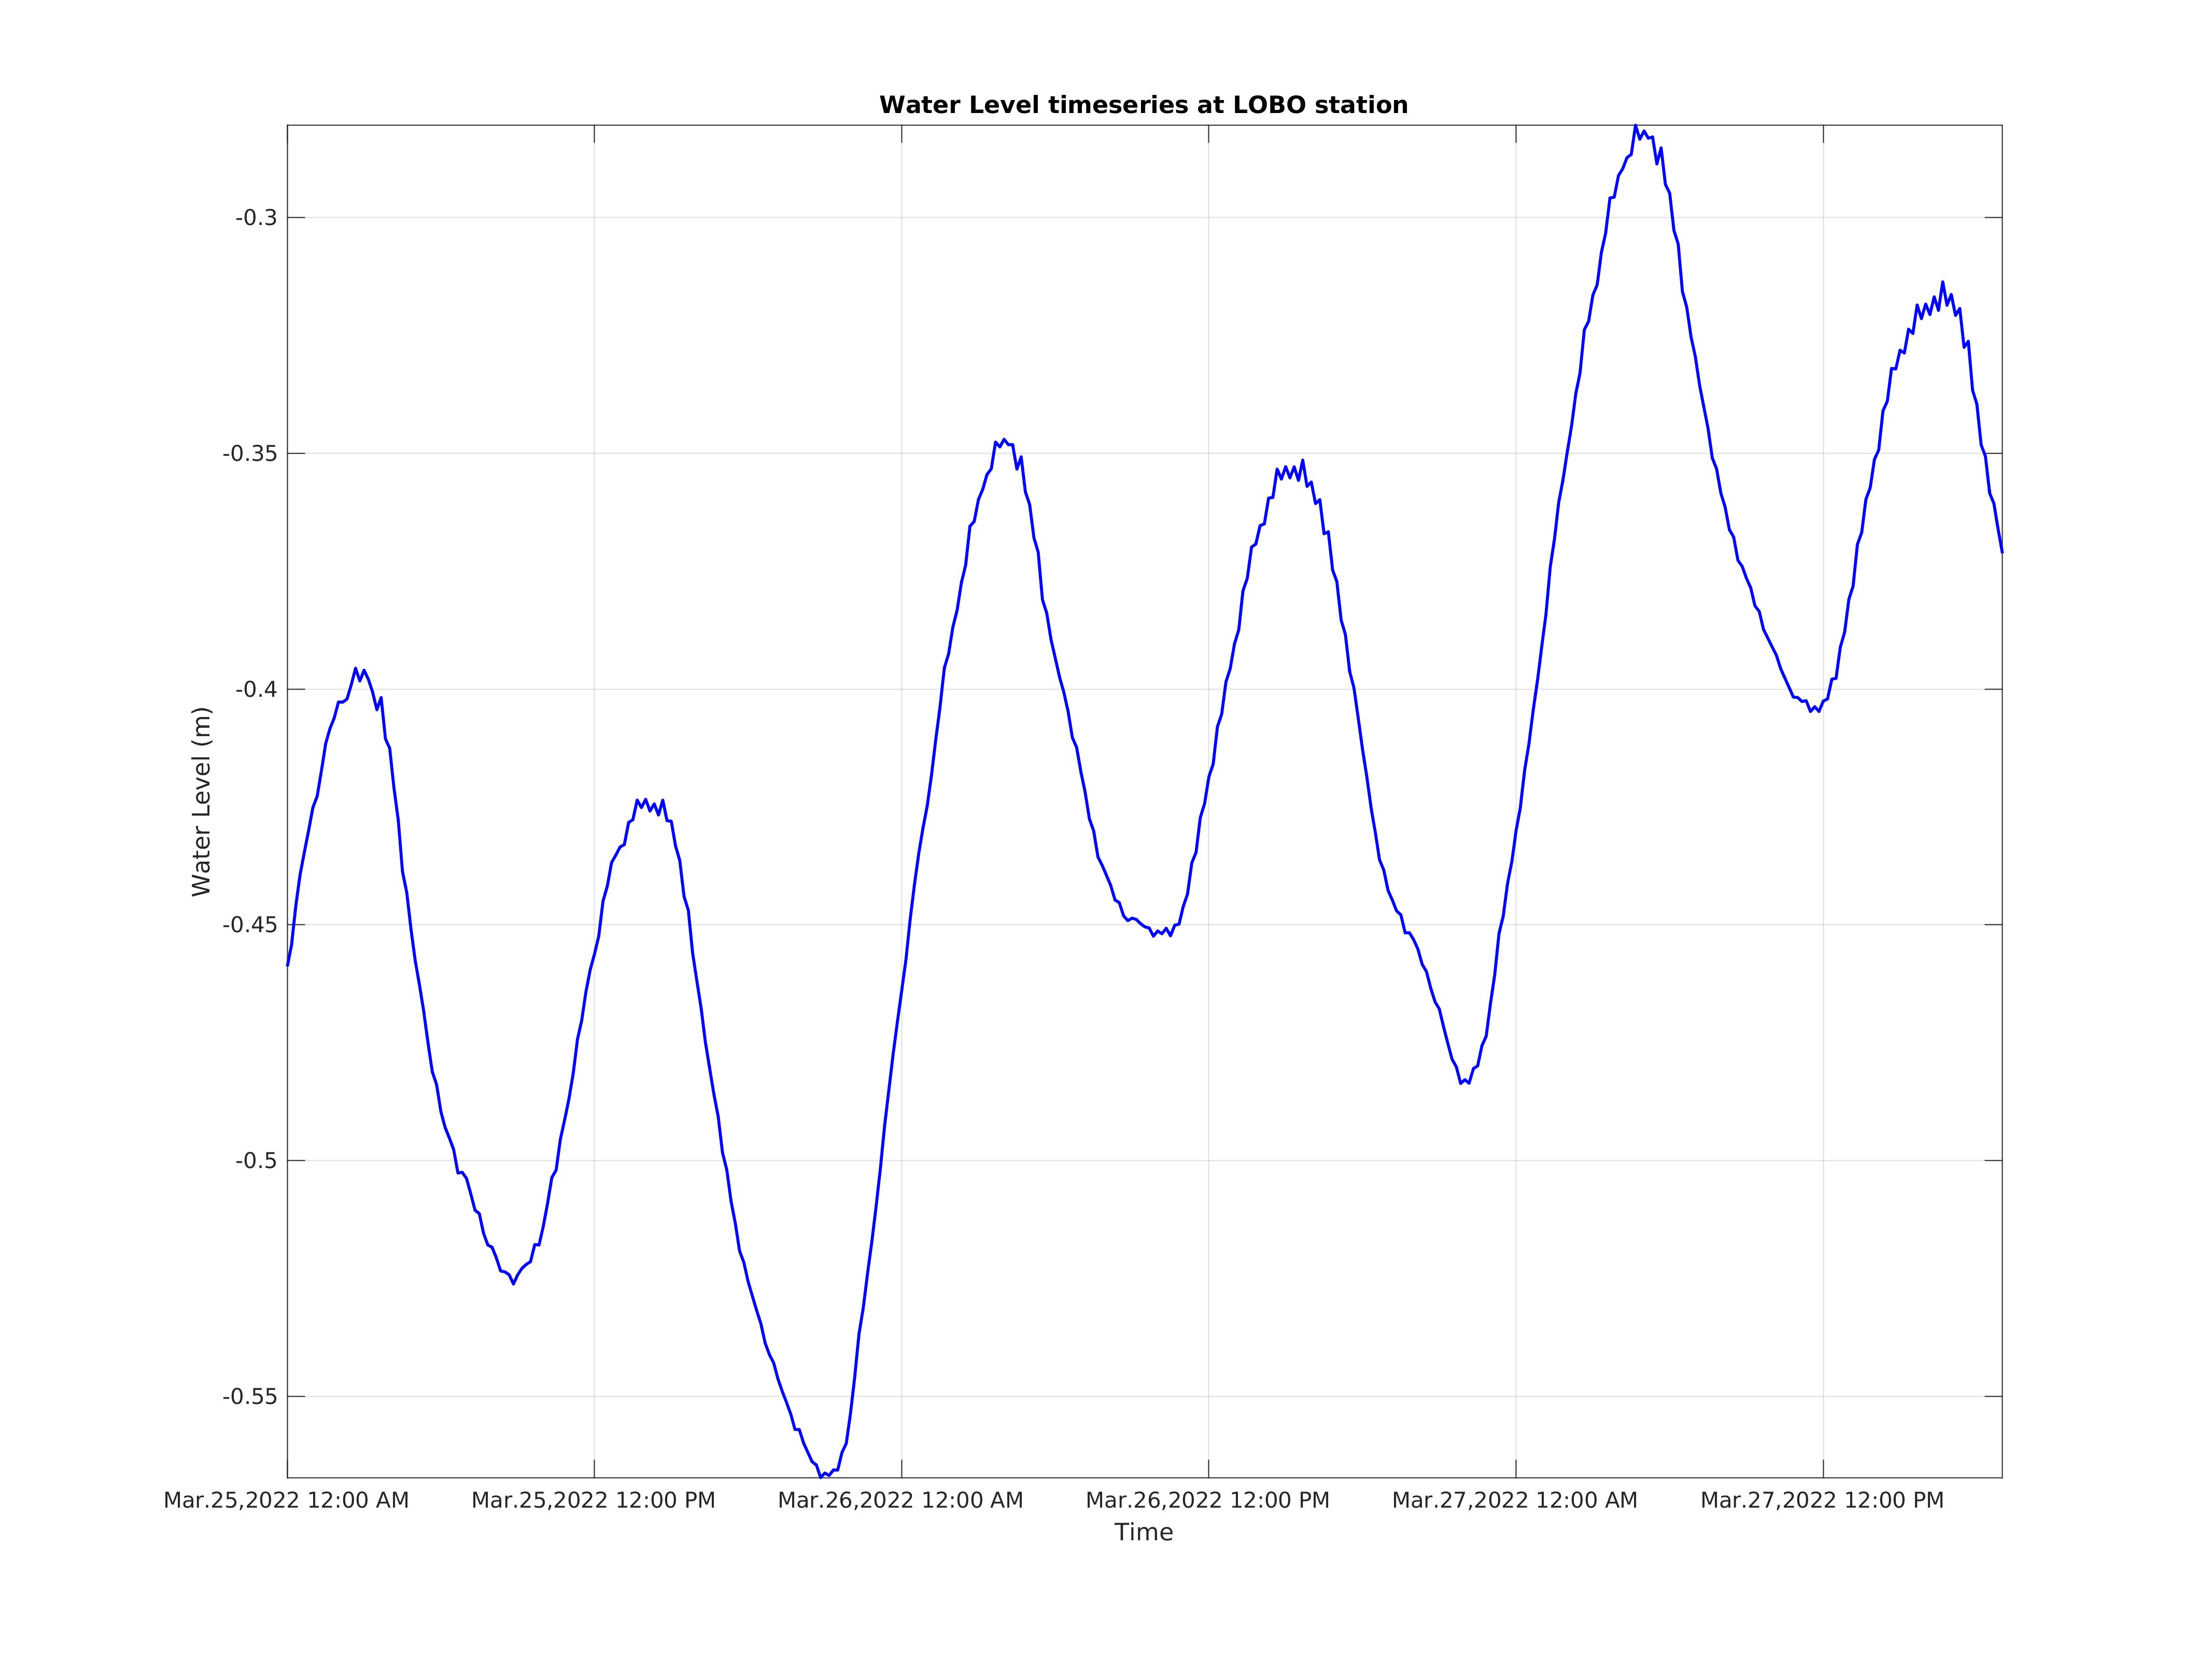 Water Level timeseries at LOBO station
-0.3
-0.35
-0.4
-0.45
-0.5
-0.55
Water Level (m)
Mar.25,2022 12:00 AM
Mar.25,2022 12:00 PM
Mar.26,2022 12:00 AM
Mar.26,2022 12:00 PM
Mar.27,2022 12:00 AM
Mar.27,2022 12:00 PM
Time